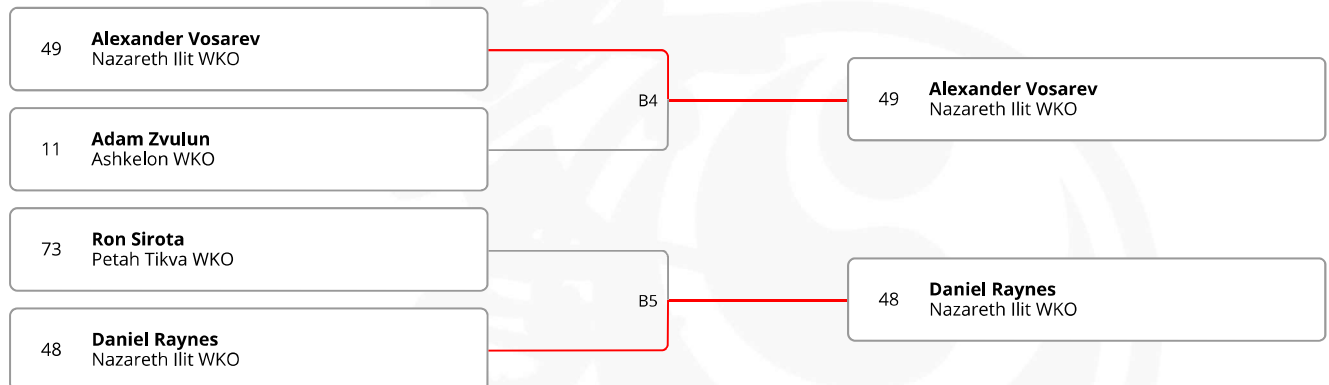 49
Alexander Vosarev
Nazareth Ilit WKO
11
Adam Zvulun
Ashkelon WKO
B4
49
Alexander Vosarev
Nazareth Ilit WKO
73
Ron Sirota
Petah Tikva WKO
48
Daniel Raynes
Nazareth Ilit WKO
B5
48
Daniel Raynes
Nazareth Ilit WKO